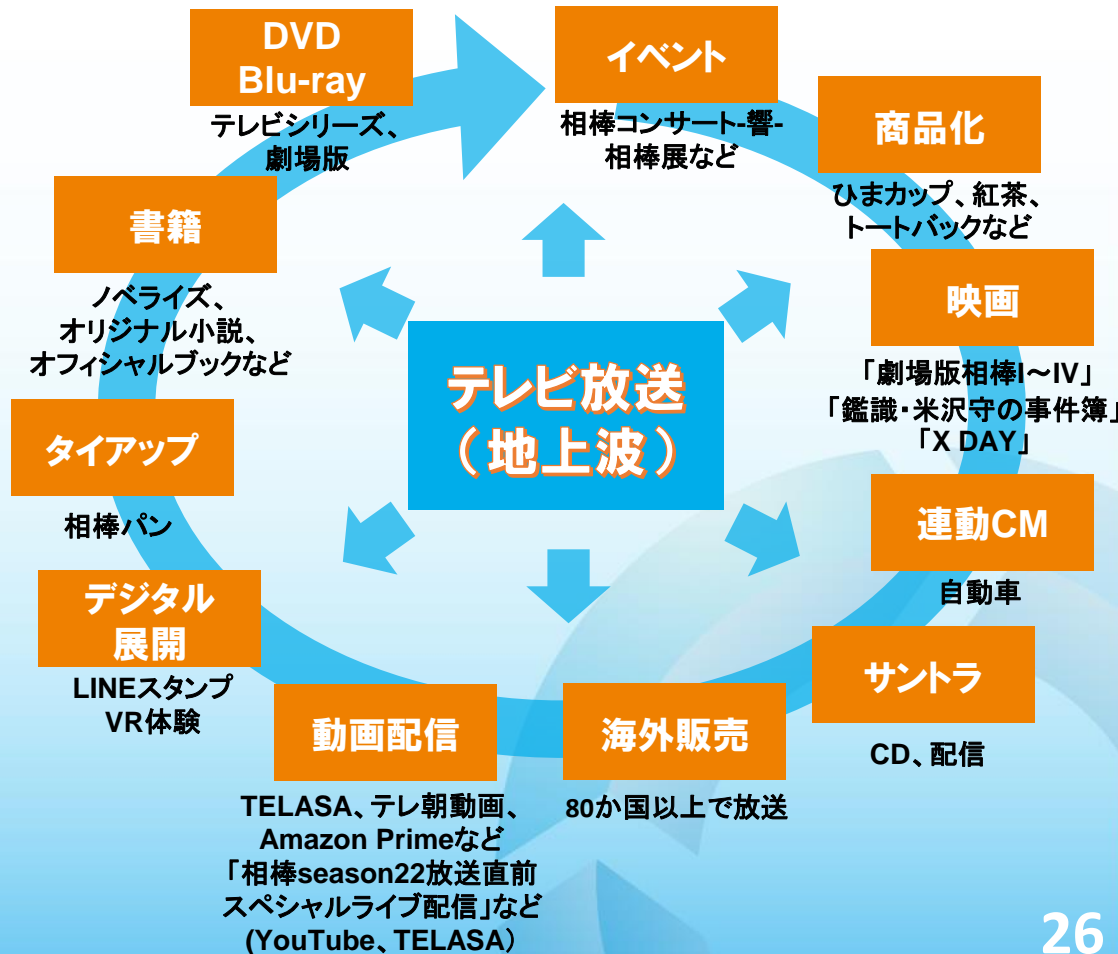 DVD
Blu-ray
テレビシリーズ、
劇場版
イベント
相棒コンサート-響-
相棒展など
商品化
ひまカップ、紅茶、
トートバックなど
映画
「劇場版相棒I～IV」
「鑑識・米沢守の事件簿」
「X DAY」
連動CM
自動車
サントラ
CD、配信
海外販売
80か国以上で放送
動画配信
TELASA、テレ朝動画、
Amazon Primeなど
「相棒season22放送直前
スペシャルライブ配信」など
(YouTube、TELASA）
デジタル
展開
LINEスタンプ
VR体験
タイアップ
相棒パン
書籍
ノベライズ、
オリジナル小説、
オフィシャルブックなど
テレビ放送
（地上波）
26